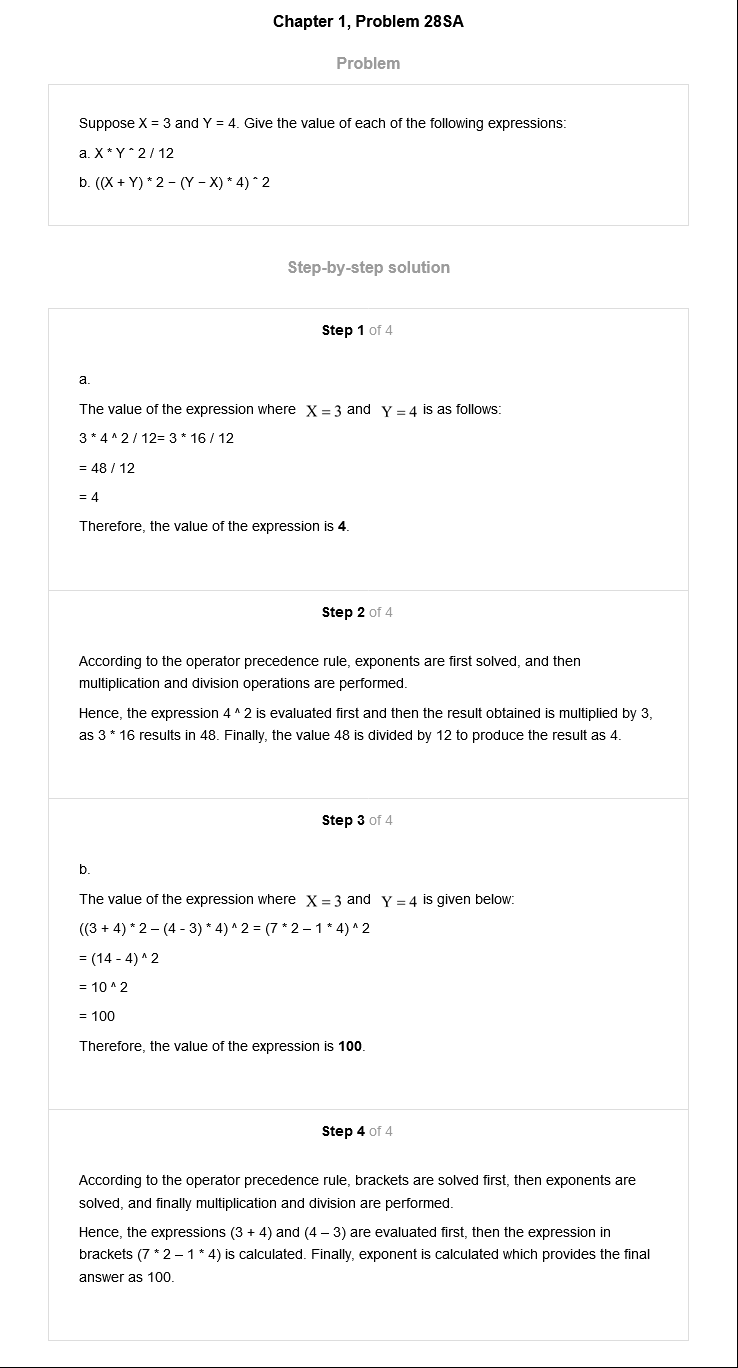 Chapter 1, Problem 28SA
Problem
Suppose X = 3 and Y = 4. Give the value of each of the following expressions:
a. X * Y ˆ 2 / 12
b. ((X + Y) * 2 − (Y − X) * 4) ˆ 2
Step-by-step solution
Step 1 of 4
a.
The value of the expression where X = 3 and Y = 4 is as follows:
3 * 4 ^ 2 / 12= 3 * 16 / 12
= 48 / 12
= 4
Therefore, the value of the expression is 4.
Step 2 of 4
According to the operator precedence rule, exponents are first solved, and then
multiplication and division operations are performed.
Hence, the expression 4 ^ 2 is evaluated first and then the result obtained is multiplied by 3,
as 3 * 16 results in 48. Finally, the value 48 is divided by 12 to produce the result as 4.
Step 3 of 4
b.
The value of the expression where X = 3 and Y = 4 is given below:
((3 + 4) * 2 – (4 - 3) * 4) ^ 2 = (7 * 2 – 1 * 4) ^ 2
= (14 - 4) ^ 2
= 10 ^ 2
= 100
Therefore, the value of the expression is 100.
Step 4 of 4
According to the operator precedence rule, brackets are solved first, then exponents are
solved, and finally multiplication and division are performed.
Hence, the expressions (3 + 4) and (4 – 3) are evaluated first, then the expression in
brackets (7 * 2 – 1 * 4) is calculated. Finally, exponent is calculated which provides the final
answer as 100.